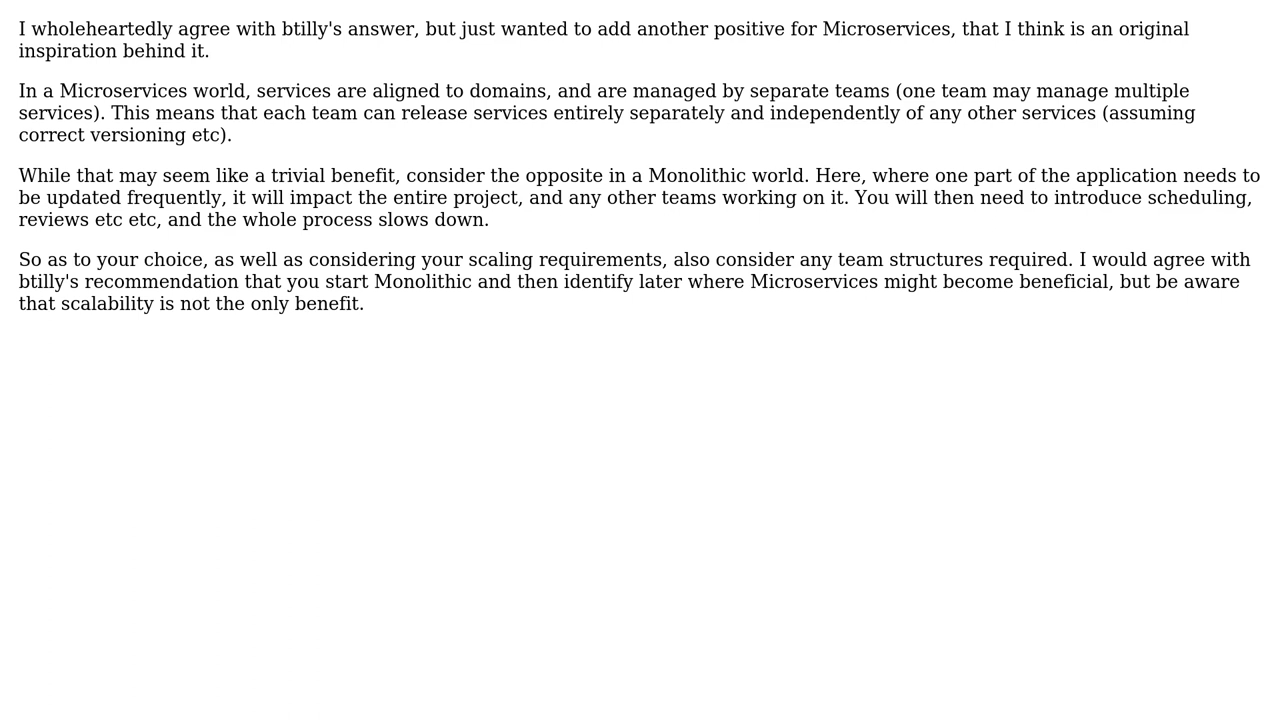 I wholeheartedly agree with btilly's answer, but just wanted to add another positive for Microservices, that I think is an original
inspiration behind it.
In a Microservices world, services are aligned to domains, and are managed by separate teams (one team may manage multiple
services). This means that each team can release services entirely separately and independently of any other services (assuming
correct versioning etc).
While that may seem like a trivial benefit, consider the opposite in a Monolithic world. Here, where one part of the application needs to
be updated frequently, it will impact the entire project, and any other teams working on it. You will then need to introduce scheduling,
reviews etc etc, and the whole process slows down.
So as to your choice, as well as considering your scaling requirements, also consider any team structures required. I would agree with
btilly's recommendation that you start Monolithic and then identify later where Microservices might become beneficial, but be aware
that scalability is not the only benefit.